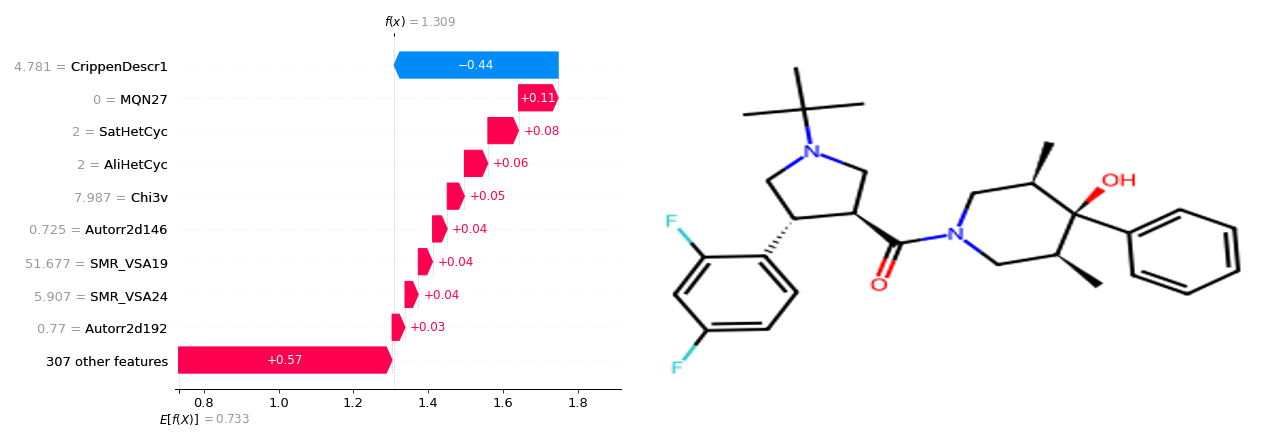 f(x) = 1.309
4.781 = CrippenDescr1
−0.44
0 = MQN27
+0.11
2 = SatHetCyc
+0.08
2 = AliHetCyc
+0.06
7.987 = Chi3v
+0.05
0.725 = Autorr2d146
+0.04
51.677 = SMR_VSA19
+0.04
5.907 = SMR_VSA24
+0.04
0.77 = Autorr2d192
+0.03
307 other features
+0.57
0.8 1.0 1.2 1.4 1.6 1.8
E[f(X)] = 0.733
N
OH
F
N
O
F